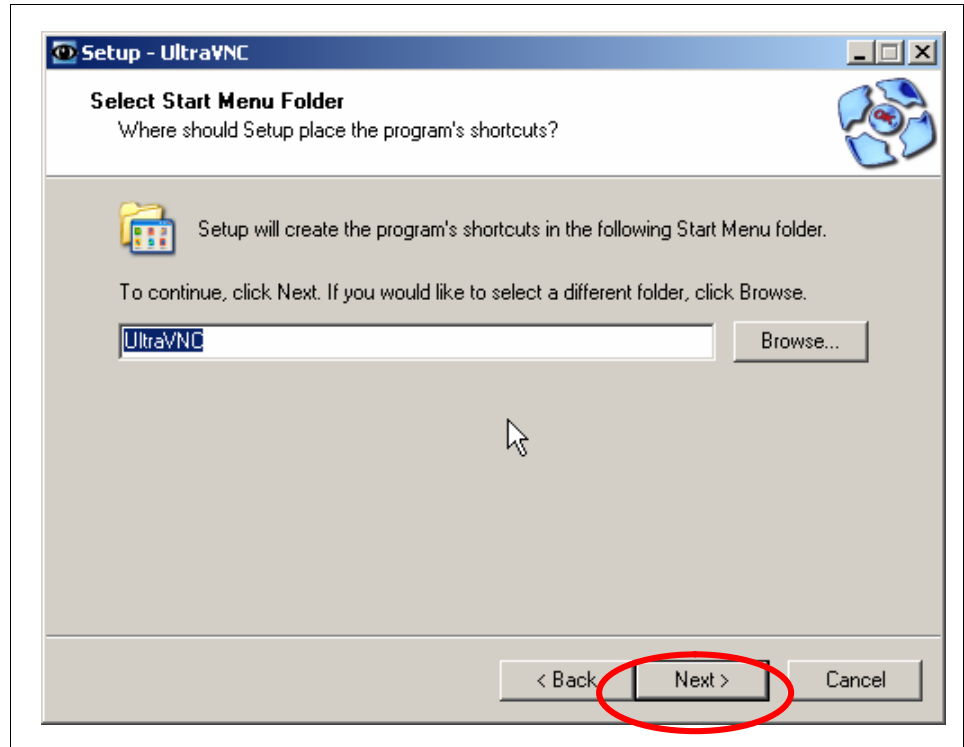 Setup - UltraVNC
Select Start Menu Folder
Where should Setup place the program's shortcuts?
Setup will create the program's shortcuts in the following Start Menu folder.
To continue, click Next. If you would like to select a different folder, click Browse.
UltraVNC
Browse...
< Back
Next >
Cancel